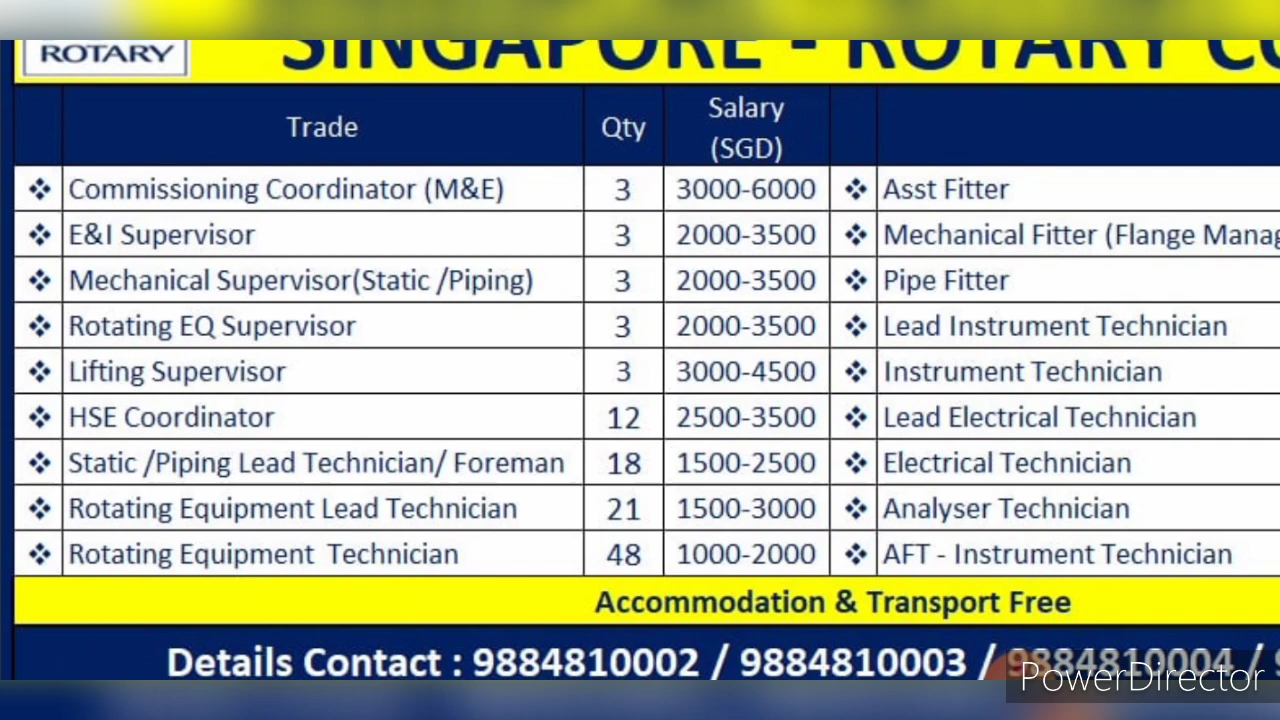 ROTARY
SINGAPORE - ROTARY
Trade Qty Salary (SGD)
❖ Commissioning Coordinator (M&E) 3 3000-6000 ❖ Asst Fitter
❖ E&I Supervisor 3 2000-3500 ❖ Mechanical Fitter (Flange
❖ Mechanical Supervisor(Static /Piping) 3 2000-3500 ❖ Pipe Fitter
❖ Rotating EQ Supervisor 3 2000-3500 ❖ Lead Instrument Technician
❖ Lifting Supervisor 3 3000-4500 ❖ Instrument Technician
❖ HSE Coordinator 12 2500-3500 ❖ Lead Electrical Technician
❖ Static /Piping Lead Technician/ Foreman 18 1500-2500 ❖ Electrical Technician
❖ Rotating Equipment Lead Technician 21 1500-3000 ❖ Analyser Technician
❖ Rotating Equipment Technician 48 1000-2000 ❖ AFT - Instrument Technician
Accommodation & Transport Free
Details Contact : 9884810002 / 9884810003 / 9884810004 /
PowerDirector